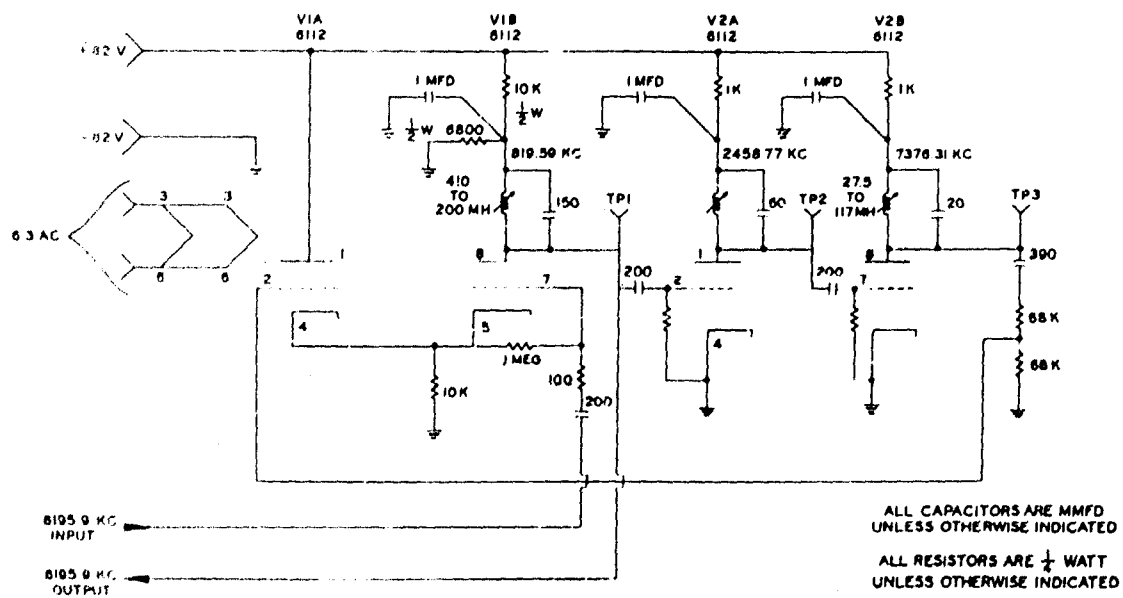 V1A
6112
V1B
6112
V2A
6112
V2B
6112
+82 V
1 MFD
10 K
½ W
1 MFD
1K
1 MFD
1K
-82 V
½ W
6800
819.59 KC
2458.77 KC
7376.31 KC
410
TO
200 MH
150
TP1
60
TP2
27.5
TO
117 MH
20
TP3
6.3 AC
3
3
6
6
1
2
8
7
200
1
2
200
8
7
390
4
5
1 MEG
10K
100
200
4
68 K
68 K
8195.9 KC
INPUT
8195.9 KC
OUTPUT
ALL CAPACITORS ARE MMFD
UNLESS OTHERWISE INDICATED
ALL RESISTORS ARE ½ WATT
UNLESS OTHERWISE INDICATED